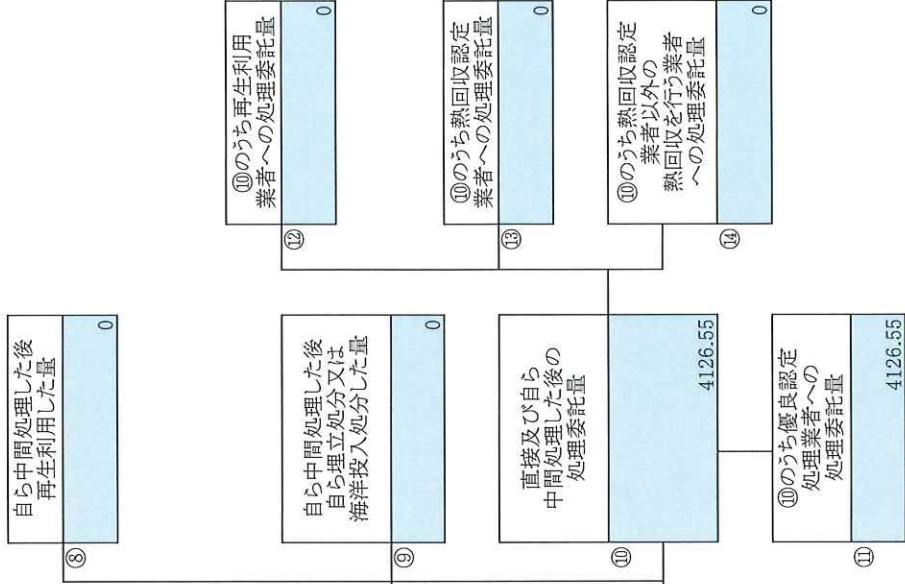 ⑧
自ら中間処理した後
再生利用した量
0
⑨
自ら中間処理した後
自ら埋立処分又は
海洋投入処分した量
0
⑩
直接及び自ら
中間処理した後の
処理委託量
4126.55
⑪
⑩のうち優良認定
処理業者への
処理委託量
4126.55
⑫
⑩のうち再生利用
業者への処理委託量
0
⑬
⑩のうち熱回収認定
業者への処理委託量
0
⑭
⑩のうち熱回収認定
業者以外の
熱回収を行う業者
への処理委託量
0